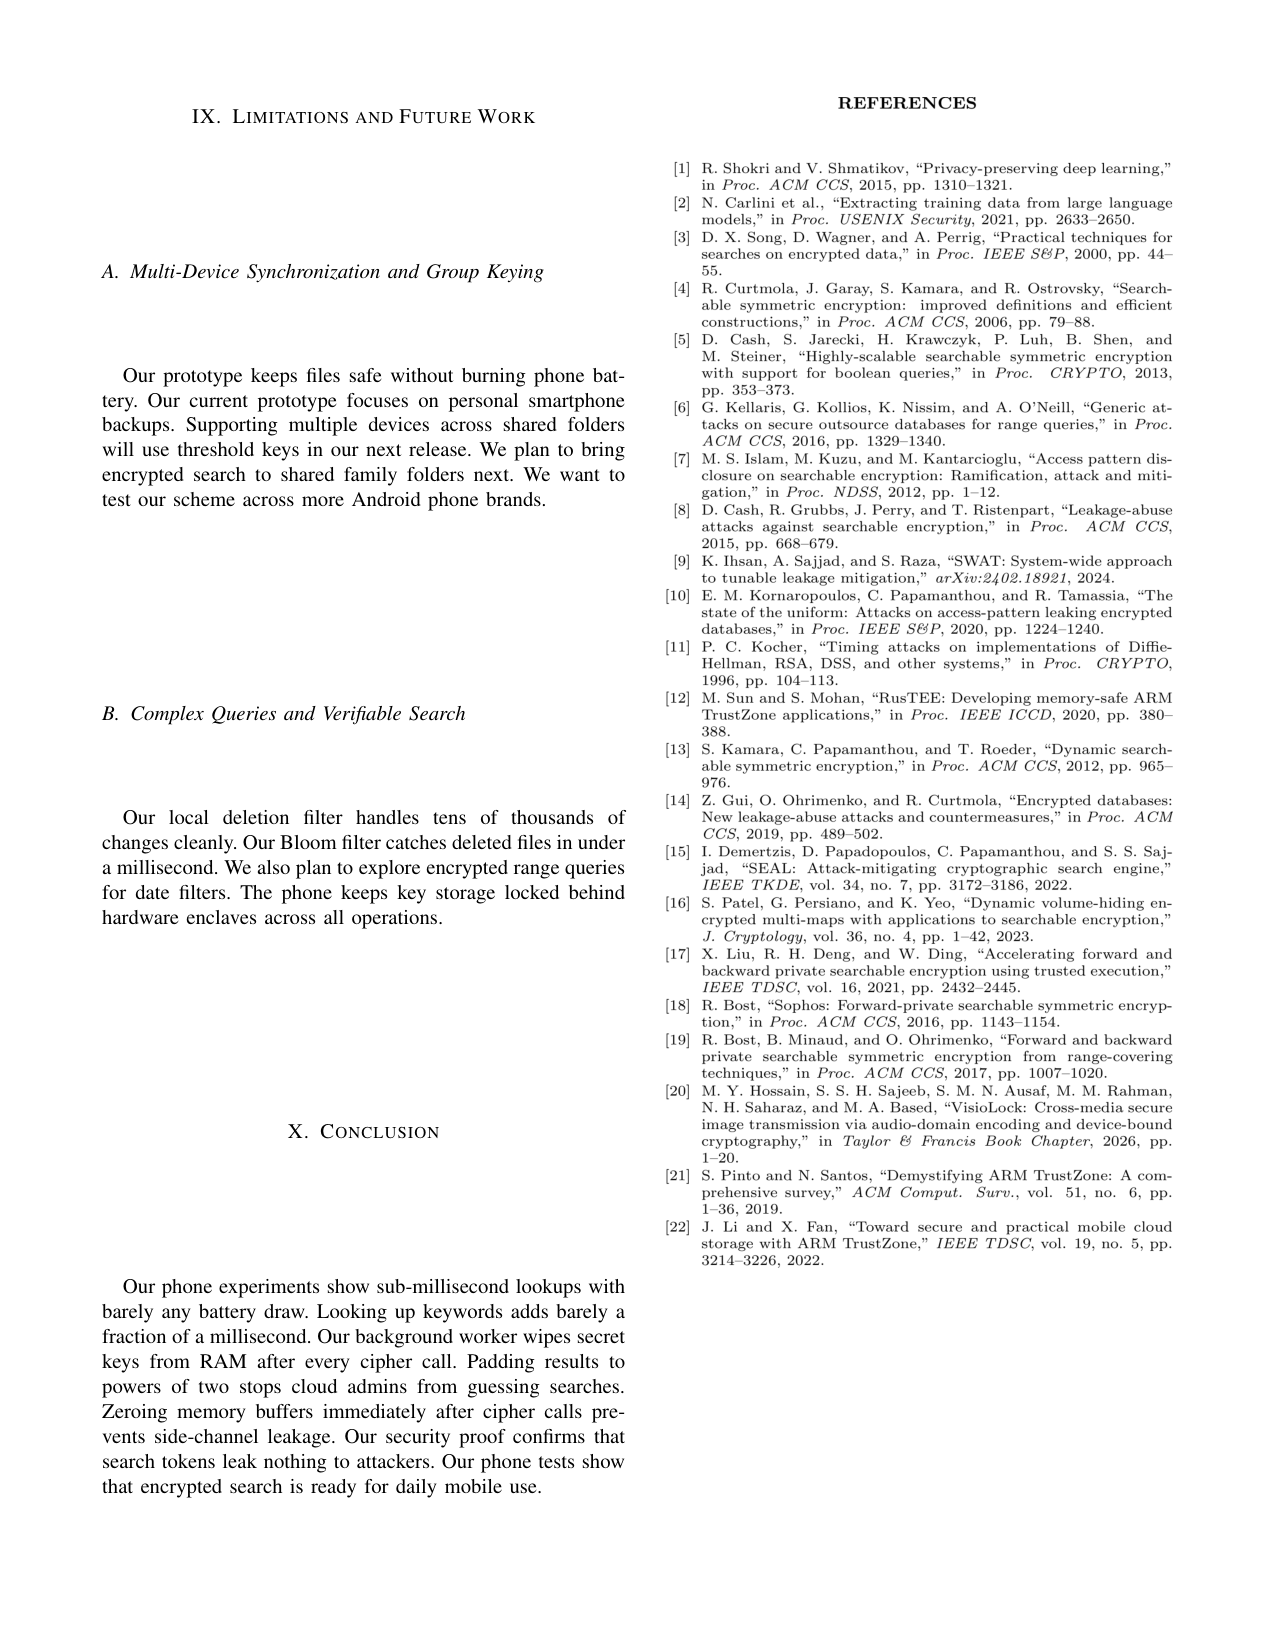 IX. LIMITATIONS AND FUTURE WORK
A. Multi-Device Synchronization and Group Keying
Our prototype keeps files safe without burning phone bat-
tery. Our current prototype focuses on personal smartphone
backups. Supporting multiple devices across shared folders
will use threshold keys in our next release. We plan to bring
encrypted search to shared family folders next. We want to
test our scheme across more Android phone brands.
B. Complex Queries and Verifiable Search
Our local deletion filter handles tens of thousands of
changes cleanly. Our Bloom filter catches deleted files in under
a millisecond. We also plan to explore encrypted range queries
for date filters. The phone keeps key storage locked behind
hardware enclaves across all operations.
X. CONCLUSION
Our phone experiments show sub-millisecond lookups with
barely any battery draw. Looking up keywords adds barely a
fraction of a millisecond. Our background worker wipes secret
keys from RAM after every cipher call. Padding results to
powers of two stops cloud admins from guessing searches.
Zeroing memory buffers immediately after cipher calls pre-
vents side-channel leakage. Our security proof confirms that
search tokens leak nothing to attackers. Our phone tests show
that encrypted search is ready for daily mobile use.
REFERENCES
[1] R. Shokri and V. Shmatikov, “Privacy-preserving deep learning,”
in Proc. ACM CCS, 2015, pp. 1310–1321.
[2] N. Carlini et al., “Extracting training data from large language
models,” in Proc. USENIX Security, 2021, pp. 2633–2650.
[3] D. X. Song, D. Wagner, and A. Perrig, “Practical techniques for
searches on encrypted data,” in Proc. IEEE S&P, 2000, pp. 44–
55.
[4] R. Curtmola, J. Garay, S. Kamara, and R. Ostrovsky, “Search-
able symmetric encryption: improved definitions and efficient
constructions,” in Proc. ACM CCS, 2006, pp. 79–88.
[5] D. Cash, S. Jarecki, H. Krawczyk, P. Luh, B. Shen, and
M. Steiner, “Highly-scalable searchable symmetric encryption
with support for boolean queries,” in Proc. CRYPTO, 2013,
pp. 353–373.
[6] G. Kellaris, G. Kollios, K. Nissim, and A. O’Neill, “Generic at-
tacks on secure outsource databases for range queries,” in Proc.
ACM CCS, 2016, pp. 1329–1340.
[7] M. S. Islam, M. Kuzu, and M. Kantarcioglu, “Access pattern dis-
closure on searchable encryption: Ramification, attack and miti-
gation,” in Proc. NDSS, 2012, pp. 1–12.
[8] D. Cash, R. Grubbs, J. Perry, and T. Ristenpart, “Leakage-abuse
attacks against searchable encryption,” in Proc. ACM CCS,
2015, pp. 668–679.
[9] K. Ihsan, A. Sajjad, and S. Raza, “SWAT: System-wide approach
to tunable leakage mitigation,” arXiv:2402.18921, 2024.
[10] E. M. Kornaropoulos, C. Papamanthou, and R. Tamassia, “The
state of the uniform: Attacks on access-pattern leaking encrypted
databases,” in Proc. IEEE S&P, 2020, pp. 1224–1240.
[11] P. C. Kocher, “Timing attacks on implementations of Diffie-
Hellman, RSA, DSS, and other systems,” in Proc. CRYPTO,
1996, pp. 104–113.
[12] M. Sun and S. Mohan, “RusTEE: Developing memory-safe ARM
TrustZone applications,” in Proc. IEEE ICCD, 2020, pp. 380–
388.
[13] S. Kamara, C. Papamanthou, and T. Roeder, “Dynamic search-
able symmetric encryption,” in Proc. ACM CCS, 2012, pp. 965–
976.
[14] Z. Gui, O. Ohrimenko, and R. Curtmola, “Encrypted databases:
New leakage-abuse attacks and countermeasures,” in Proc. ACM
CCS, 2019, pp. 489–502.
[15] I. Demertzis, D. Papadopoulos, C. Papamanthou, and S. S. Saj-
jad, “SEAL: Attack-mitigating cryptographic search engine,”
IEEE TKDE, vol. 34, no. 7, pp. 3172–3186, 2022.
[16] S. Patel, G. Persiano, and K. Yeo, “Dynamic volume-hiding en-
crypted multi-maps with applications to searchable encryption,”
J. Cryptology, vol. 36, no. 4, pp. 1–42, 2023.
[17] X. Liu, R. H. Deng, and W. Ding, “Accelerating forward and
backward private searchable encryption using trusted execution,”
IEEE TDSC, vol. 16, 2021, pp. 2432–2445.
[18] R. Bost, “Sophos: Forward-private searchable symmetric encryp-
tion,” in Proc. ACM CCS, 2016, pp. 1143–1154.
[19] R. Bost, B. Minaud, and O. Ohrimenko, “Forward and backward
private searchable symmetric encryption from range-covering
techniques,” in Proc. ACM CCS, 2017, pp. 1007–1020.
[20] M. Y. Hossain, S. S. H. Sajeeb, S. M. N. Ausaf, M. M. Rahman,
N. H. Saharaz, and M. A. Based, “VisioLock: Cross-media secure
image transmission via audio-domain encoding and device-bound
cryptography,” in Taylor & Francis Book Chapter, 2026, pp.
1–20.
[21] S. Pinto and N. Santos, “Demystifying ARM TrustZone: A com-
prehensive survey,” ACM Comput. Surv., vol. 51, no. 6, pp.
1–36, 2019.
[22] J. Li and X. Fan, “Toward secure and practical mobile cloud
storage with ARM TrustZone,” IEEE TDSC, vol. 19, no. 5, pp.
3214–3226, 2022.